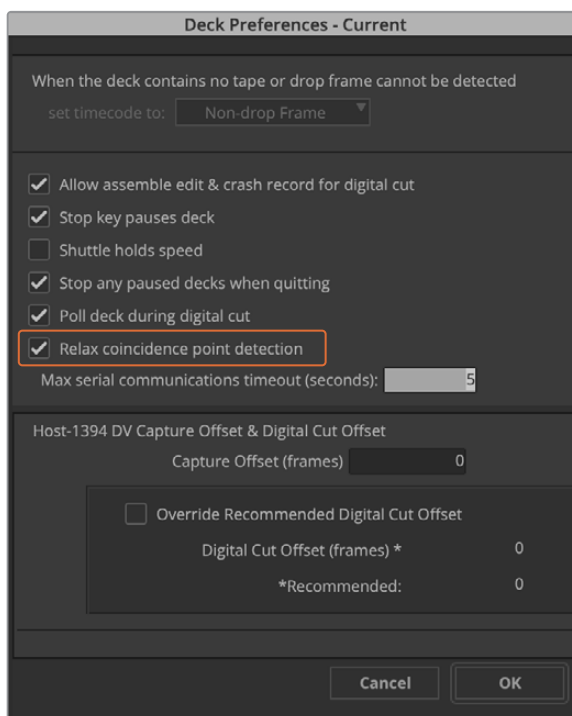 Deck Preferences - Current
When the deck contains no tape or drop frame cannot be detected
set timecode to: Non-drop Frame
Allow assemble edit & crash record for digital cut
Stop key pauses deck
Shuttle holds speed
Stop any paused decks when quitting
Poll deck during digital cut
Relax coincidence point detection
Max serial communications timeout (seconds): 5
Host-1394 DV Capture Offset & Digital Cut Offset
Capture Offset (frames) 0
Override Recommended Digital Cut Offset
Digital Cut Offset (frames) * 0
*Recommended: 0
Cancel OK